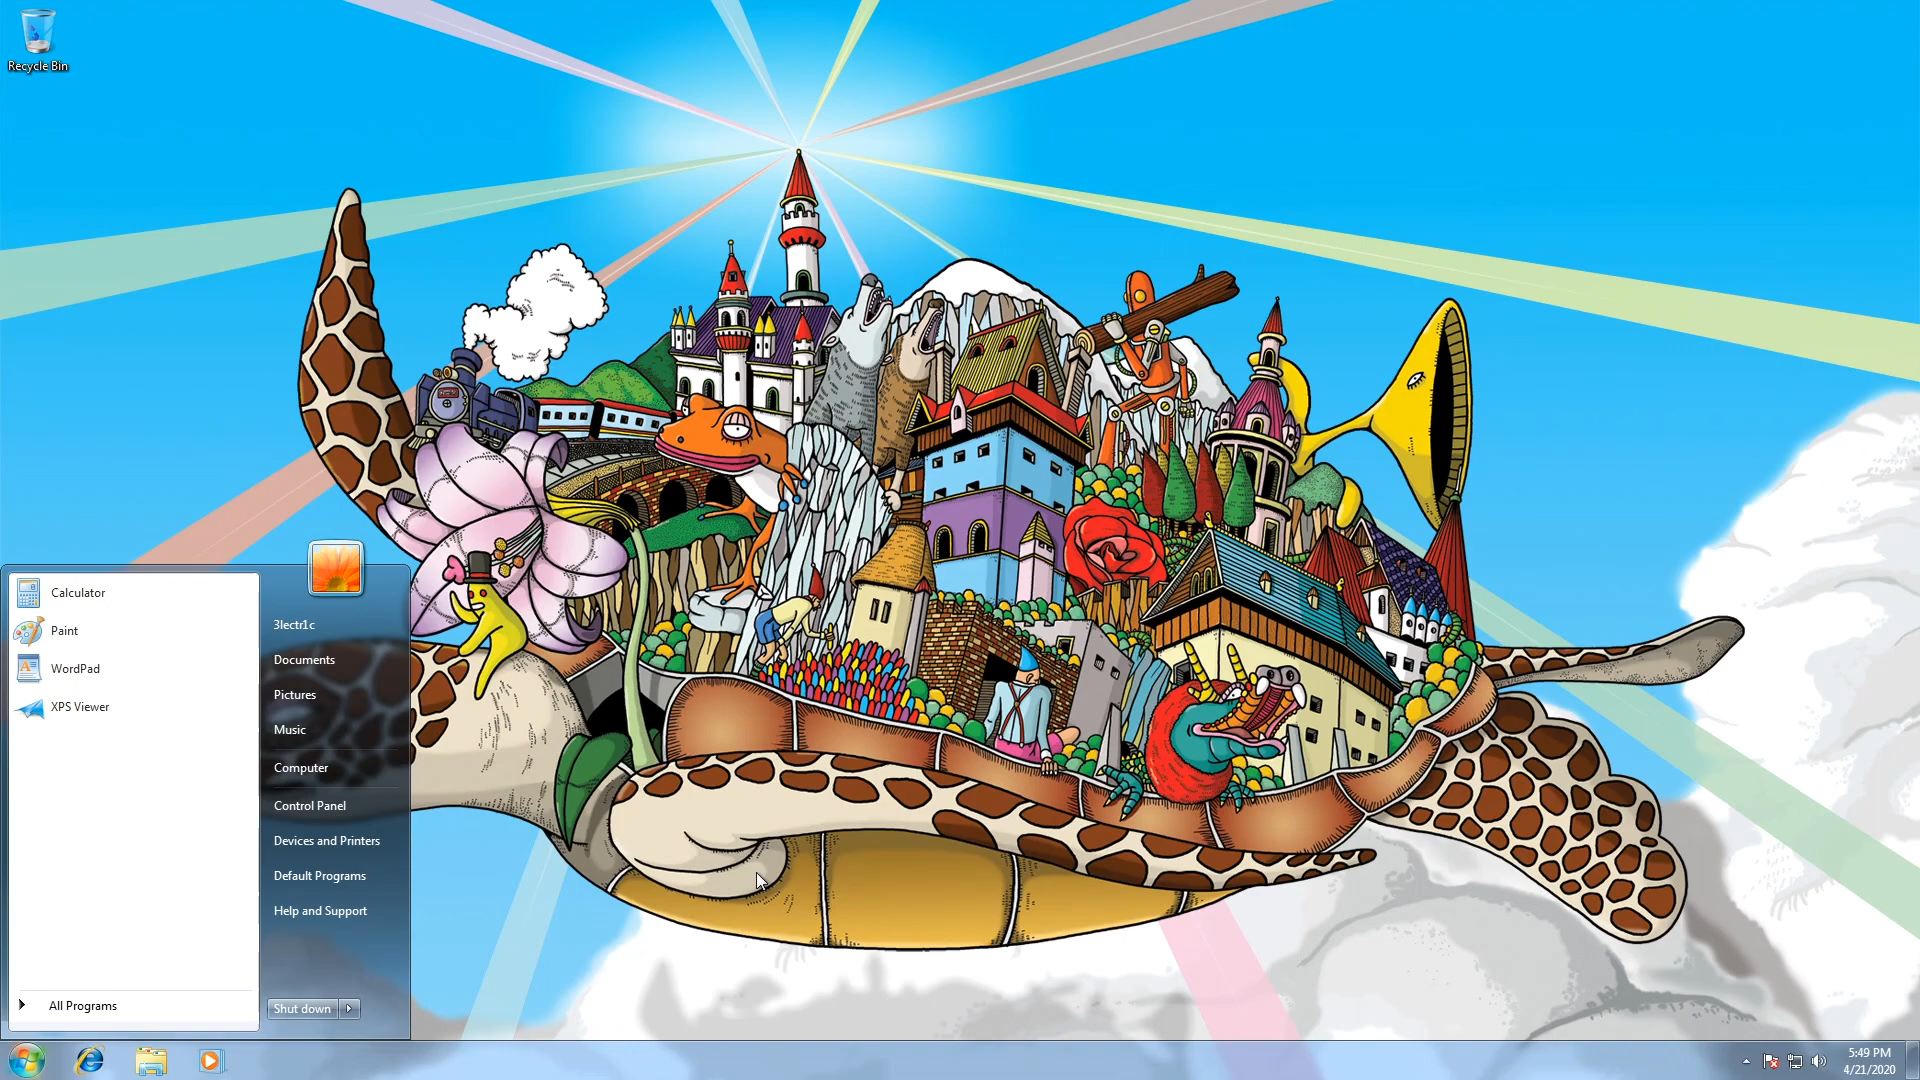 Recycle Bin
Calculator
Paint
WordPad
XPS Viewer
All Programs
3lectr1c
Documents
Pictures
Music
Computer
Control Panel
Devices and Printers
Default Programs
Help and Support
Shut down
5:49 PM
4/21/2020